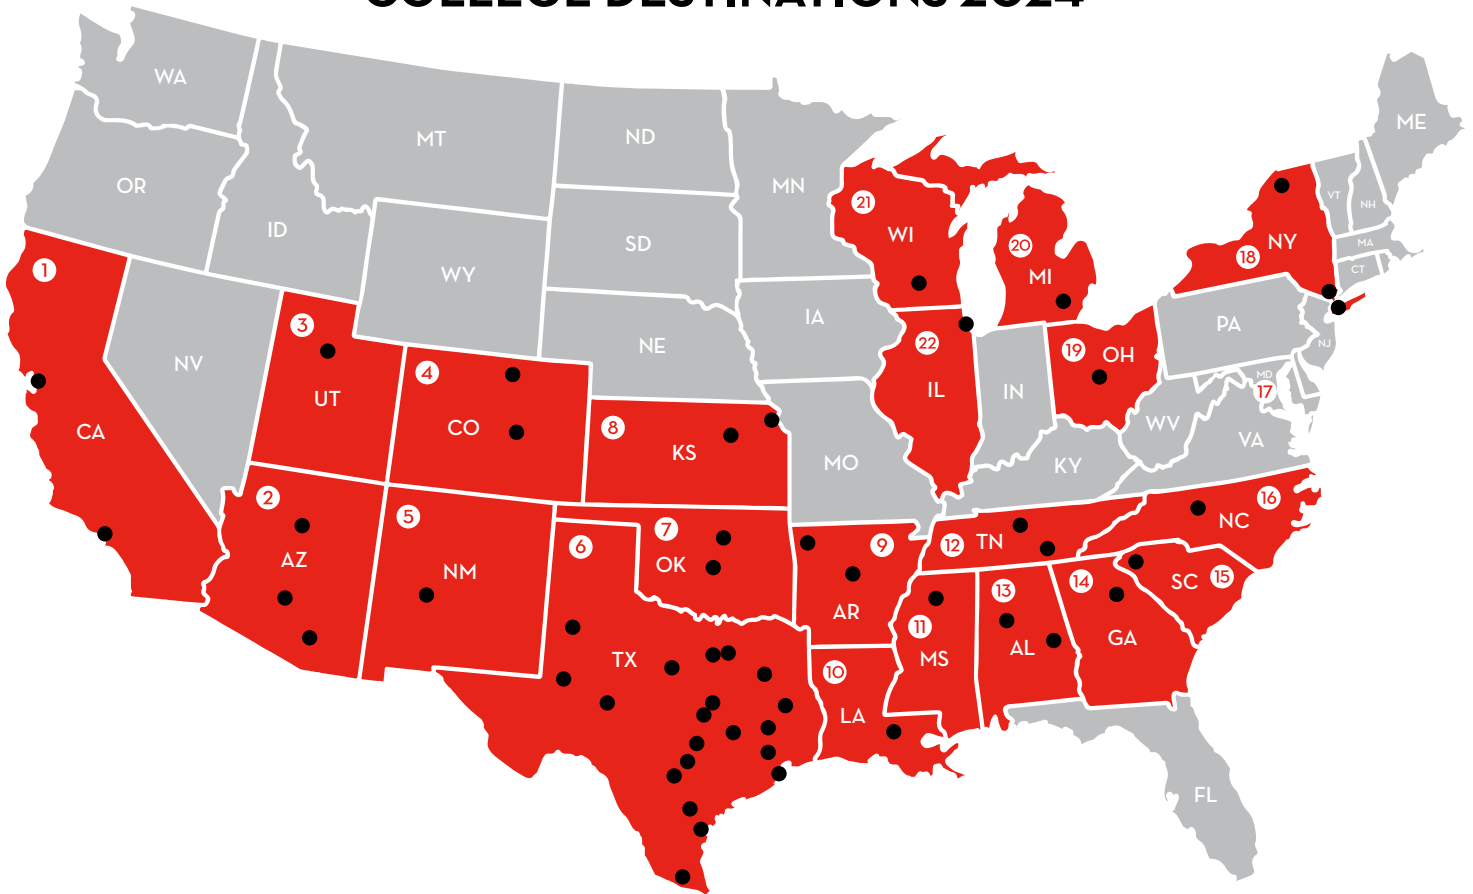 COLLEGE DESTINATIONS 2024
WA
MT
ND
MN
ME
OR
ID
SD
WY
21
WI
20
MI
18
NY
VT
NH
MA
CT
1
3
NV
UT
4
CO
NE
IA
22
IL
IN
19
OH
PA
NJ
MD
17
CA
8
KS
MO
KY
WV
VA
2
AZ
5
NM
6
7
OK
9
AR
12
TN
16
NC
15
SC
TX
10
LA
11
MS
13
AL
14
GA
FL